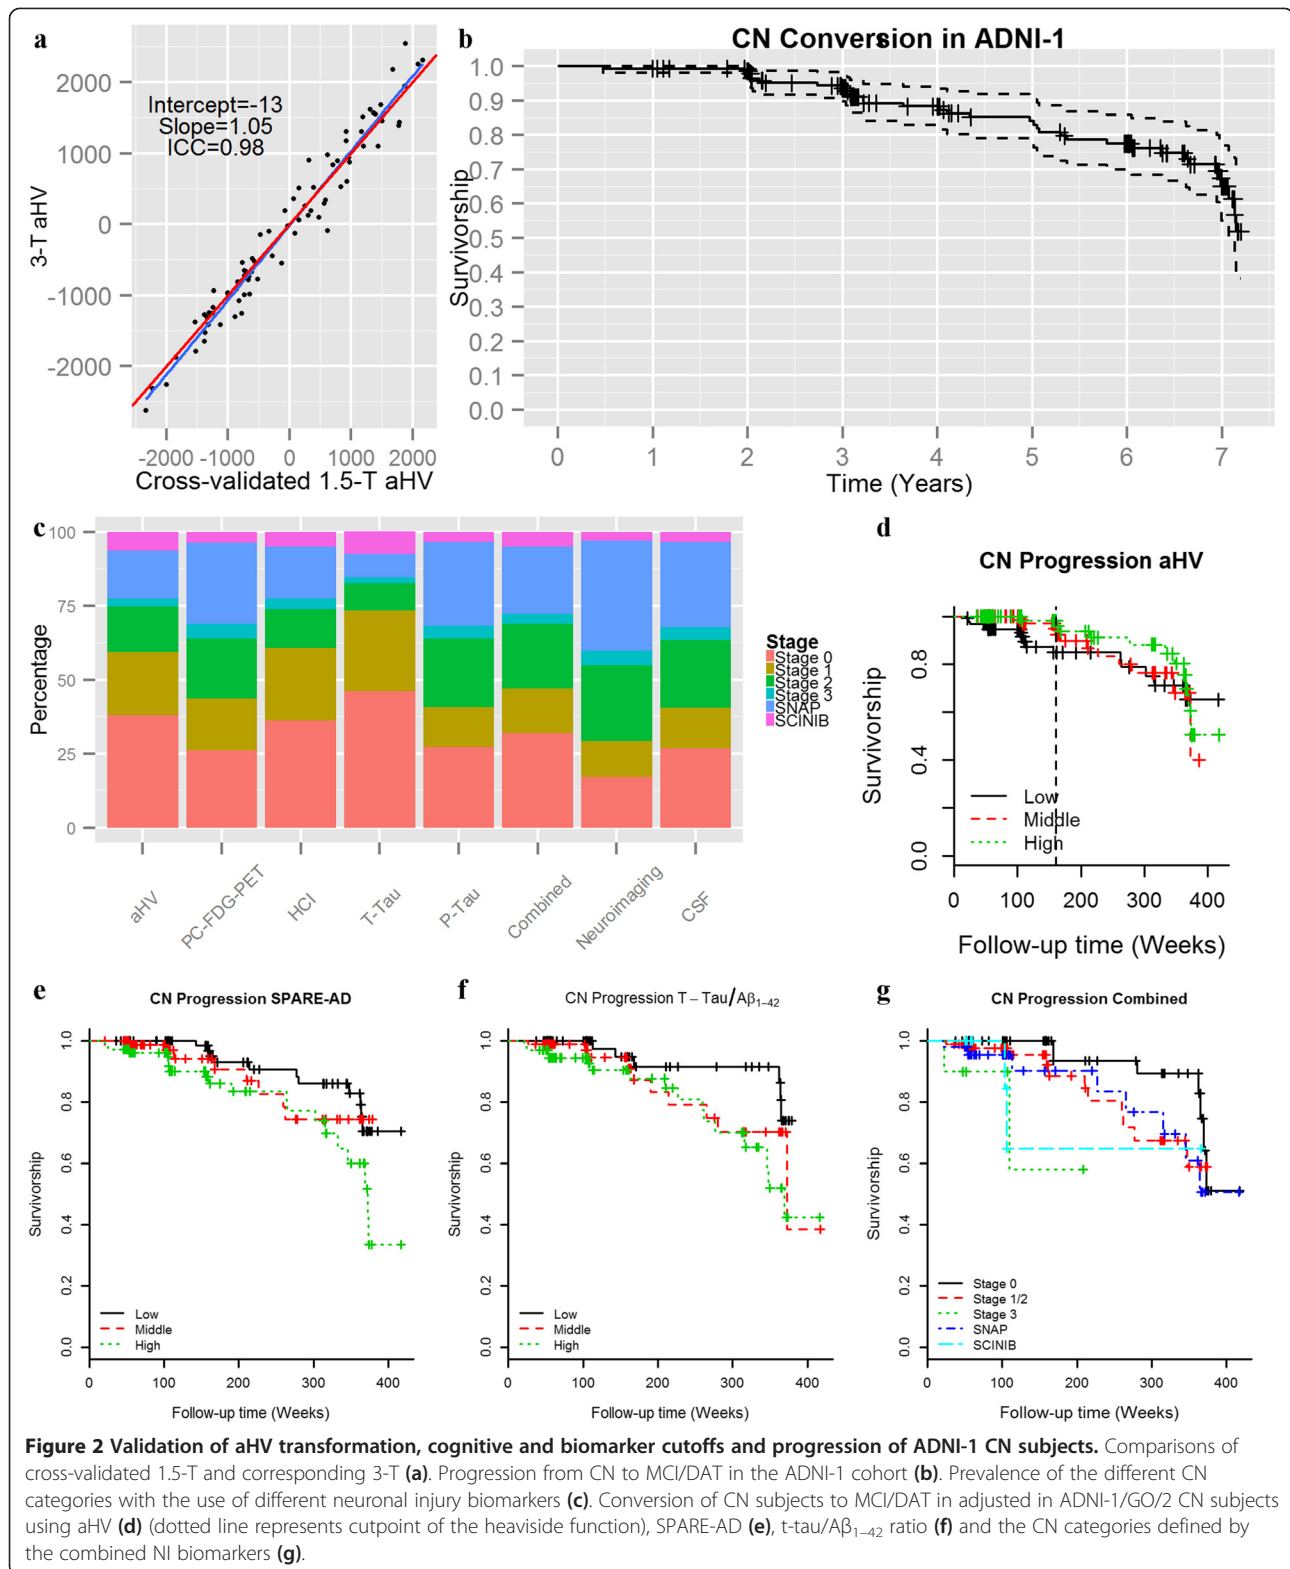 a
2000
1000
0
-1000
-2000
3-T aHV
Intercept=-13
Slope=1.05
ICC=0.98
-2000 -1000 0 1000 2000
Cross-validated 1.5-T aHV
b
CN Conversion in ADNI-1
1.0
0.9
0.8
0.7
0.6
0.5
0.4
0.3
0.2
0.1
0.0
Survivorship
0 1 2 3 4 5 6 7
Time (Years)
c
100
75
50
25
0
Percentage
aHV
PC-FDG-PET
HCI
T-Tau
P-Tau
Combined
Neuroimaging
CSF
Stage
Stage 0
Stage 1
Stage 2
Stage 3
SNAP
SCINIB
d
CN Progression aHV
0.8
0.4
0.0
Survivorship
Low
Middle
High
0 100 200 300 400
Follow-up time (Weeks)
e
CN Progression SPARE-AD
1.0
0.8
0.6
0.4
0.2
0.0
Survivorship
Low
Middle
High
0 100 200 300 400
Follow-up time (Weeks)
f
CN Progression T – Tau/Aβ1–42
1.0
0.8
0.6
0.4
0.2
0.0
Survivorship
Low
Middle
High
0 100 200 300 400
Follow-up time (Weeks)
g
CN Progression Combined
1.0
0.8
0.6
0.4
0.2
0.0
Survivorship
Stage 0
Stage 1/2
Stage 3
SNAP
SCINIB
0 100 200 300 400
Follow-up time (Weeks)
Figure 2 Validation of aHV transformation, cognitive and biomarker cutoffs and progression of ADNI-1 CN subjects. Comparisons of
cross-validated 1.5-T and corresponding 3-T (a). Progression from CN to MCI/DAT in the ADNI-1 cohort (b). Prevalence of the different CN
categories with the use of different neuronal injury biomarkers (c). Conversion of CN subjects to MCI/DAT in adjusted in ADNI-1/GO/2 CN subjects
using aHV (d) (dotted line represents cutpoint of the heaviside function), SPARE-AD (e), t-tau/Aβ1–42 ratio (f) and the CN categories defined by
the combined NI biomarkers (g).